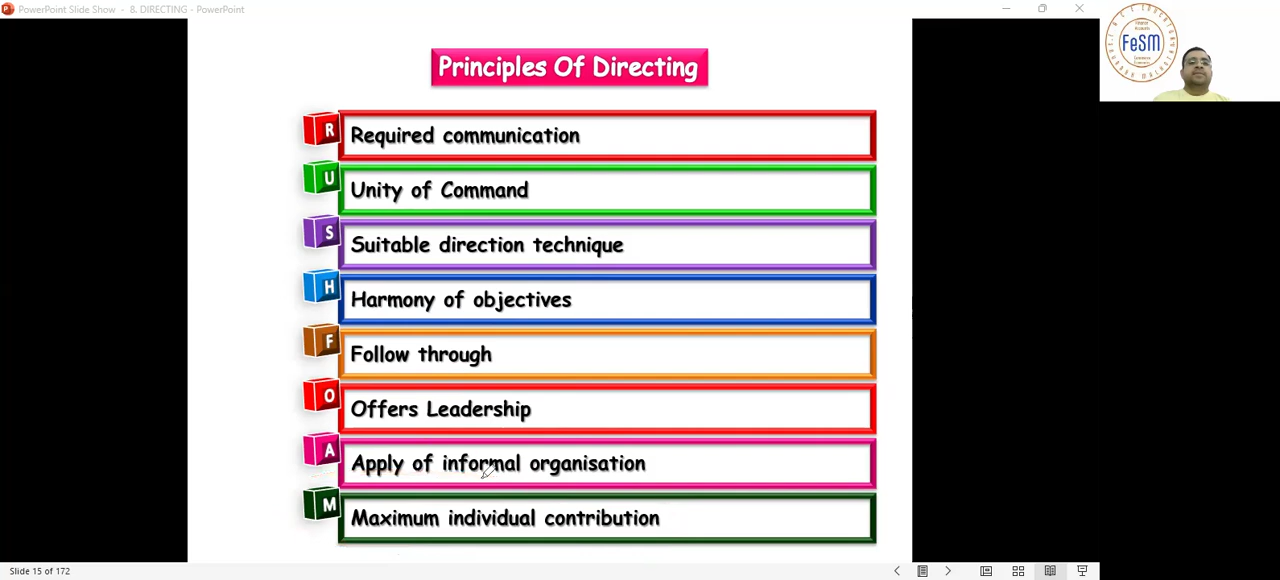 PowerPoint Slide Show - 8. DIRECTING - PowerPoint
FeSM
Principles Of Directing
R Required communication
U Unity of Command
S Suitable direction technique
H Harmony of objectives
F Follow through
O Offers Leadership
A Apply of informal organisation
M Maximum individual contribution
Slide 15 of 172